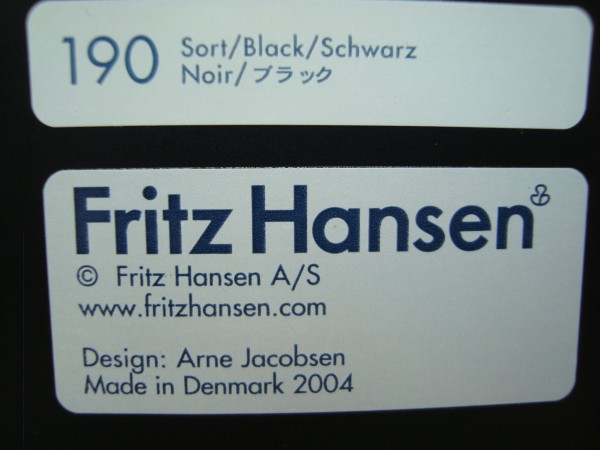 190
Sort/Black/Schwarz
Noir/ブラック
Fritz Hansen
© Fritz Hansen A/S
www.fritzhansen.com
Design: Arne Jacobsen
Made in Denmark 2004